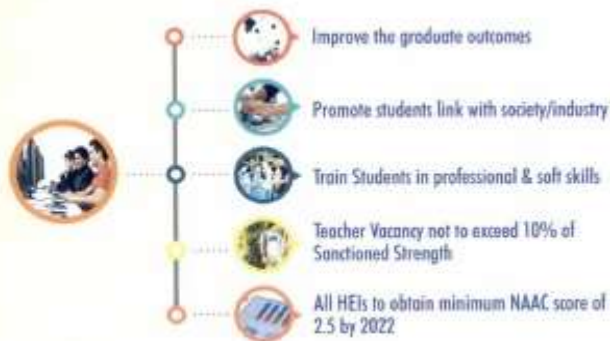 Improve the graduate outcomes
Promote students link with society/industry
Train Students in professional & soft skills
Teacher Vacancy not to exceed 10% of
Sanctioned Strength
All HEIs to obtain minimum NAAC score of
2.5 by 2022